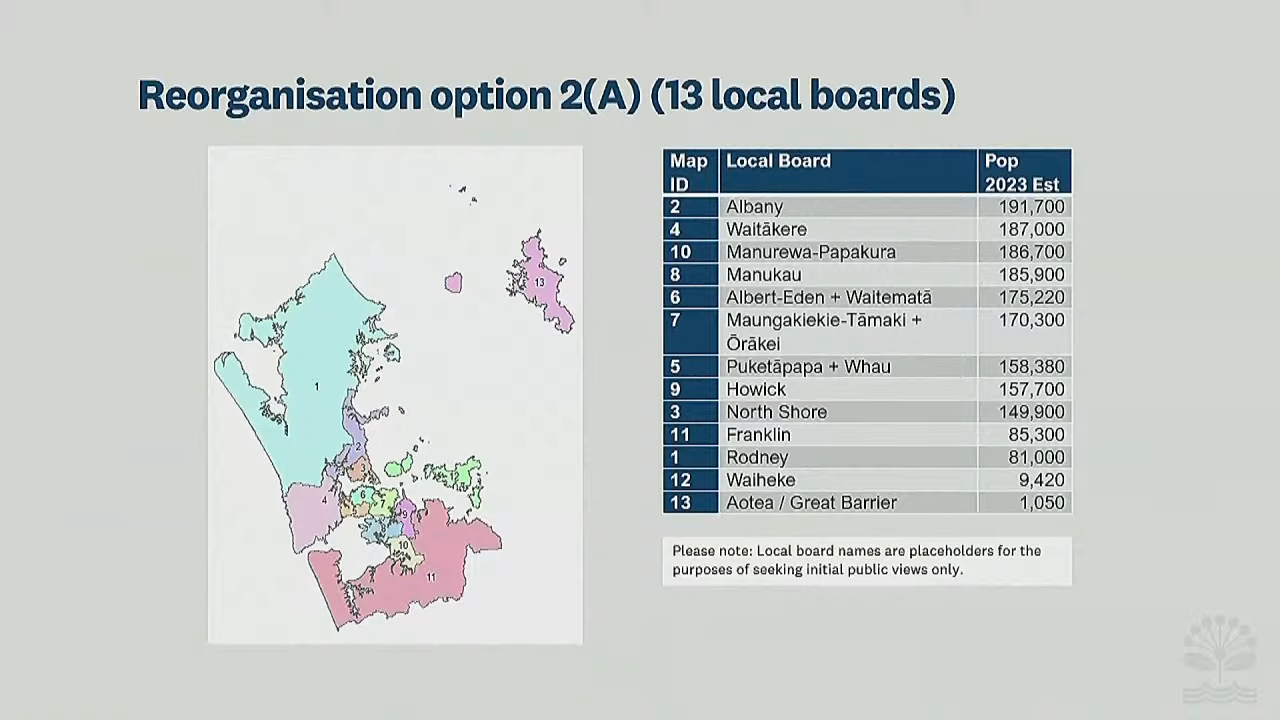 Reorganisation option 2(A) (13 local boards)
Map ID Local Board Pop 2023 Est
2 Albany 191,700
4 Waitākere 187,000
10 Manurewa-Papakura 186,700
8 Manukau 185,900
6 Albert-Eden + Waitematā 175,220
7 Maungakiekie-Tāmaki + Ōrākei 170,300
5 Puketāpapa + Whau 158,380
9 Howick 157,700
3 North Shore 149,900
11 Franklin 85,300
1 Rodney 81,000
12 Waiheke 9,420
13 Aotea / Great Barrier 1,050
Please note: Local board names are placeholders for the
purposes of seeking initial public views only.
13
1
2
4
6
9
10
11